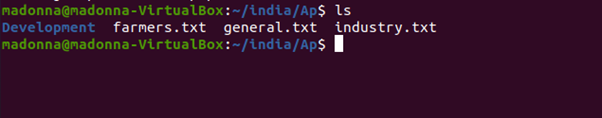 madonna@madonna-VirtualBox:~/india/Ap$ ls
Development  farmers.txt  general.txt  industry.txt
madonna@madonna-VirtualBox:~/india/Ap$